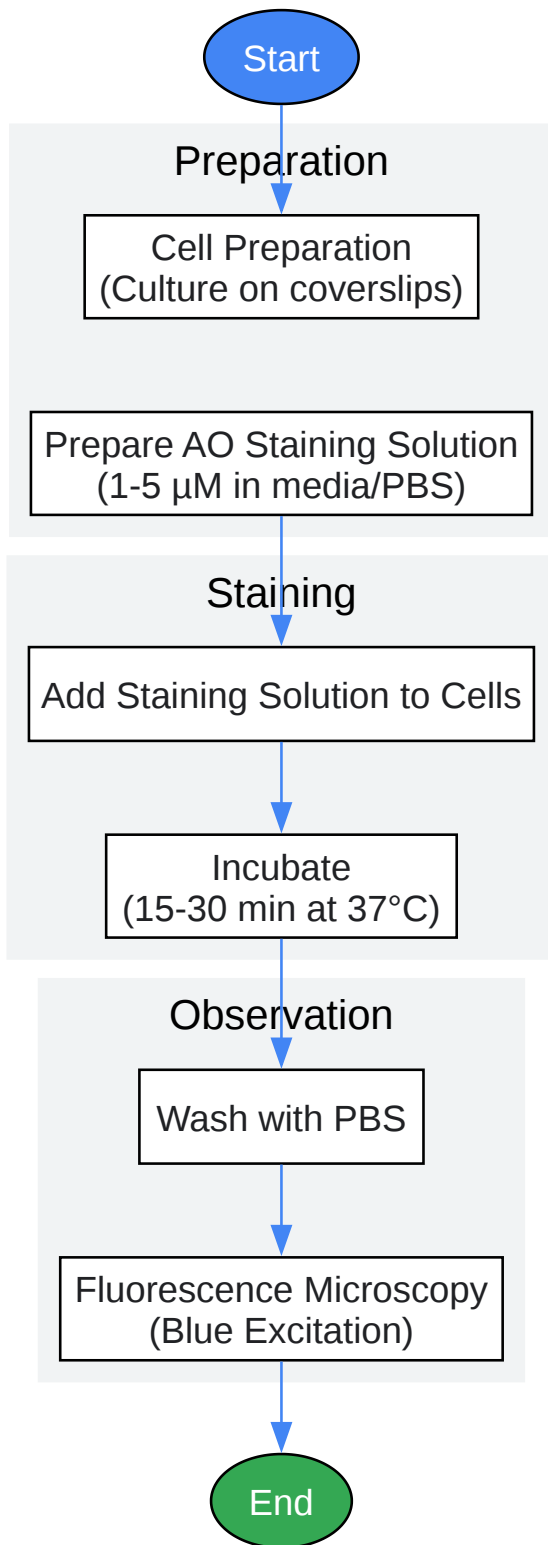 Start
Preparation
Cell Preparation
(Culture on coverslips)
Prepare AO Staining Solution
(1-5 µM in media/PBS)
Staining
Add Staining Solution to Cells
Incubate
(15-30 min at 37°C)
Observation
Wash with PBS
Fluorescence Microscopy
(Blue Excitation)
End